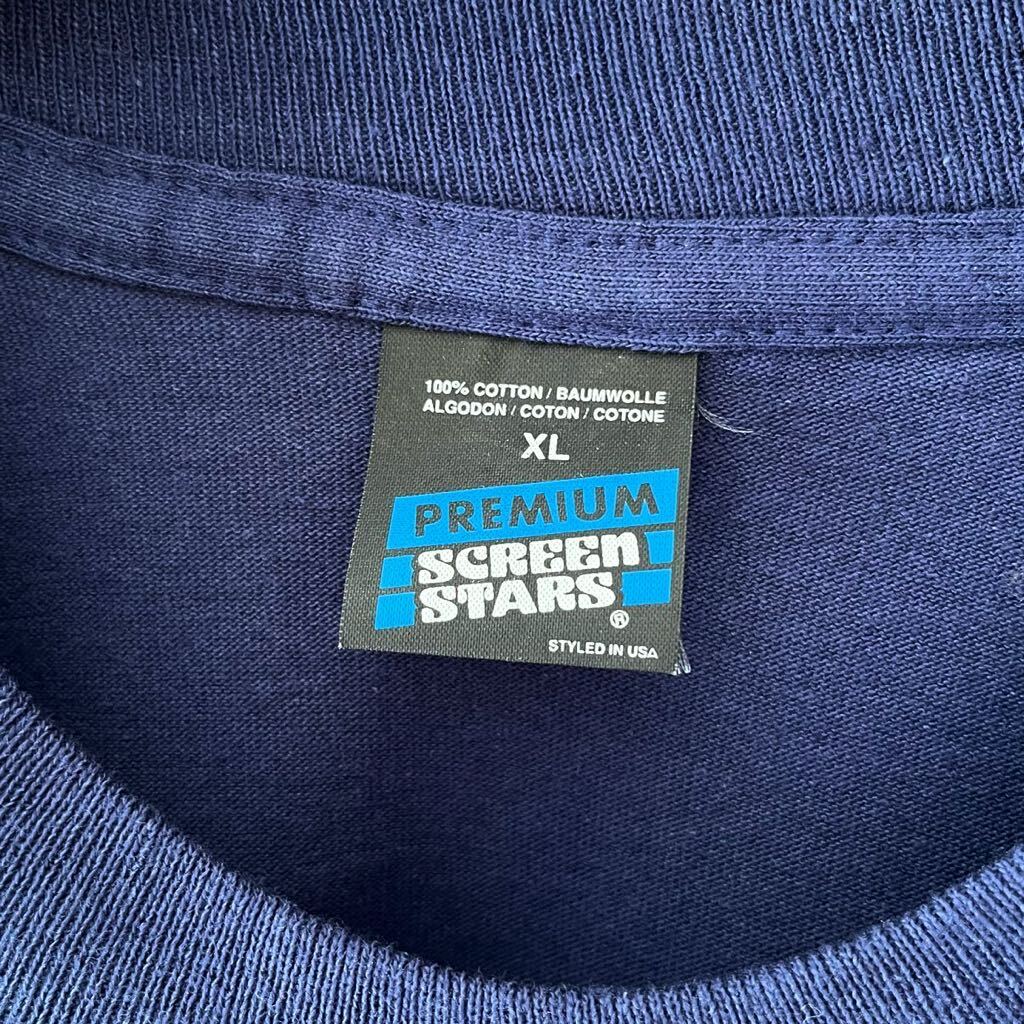 100% COTTON / BAUMWOLLE
ALGODON / COTON / COTONE
XL
PREMIUM
SCREEN
STARS ®
STYLED IN USA